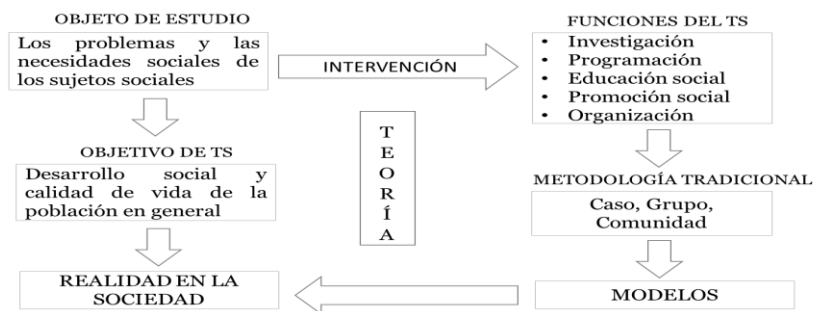 OBJETO DE ESTUDIO
Los problemas y las
necesidades sociales de
los sujetos sociales
INTERVENCIÓN
FUNCIONES DEL TS
• Investigación
• Programación
• Educación social
• Promoción social
• Organización
T
E
O
R
Í
A
OBJETIVO DE TS
Desarrollo social y
calidad de vida de la
población en general
METODOLOGÍA TRADICIONAL
Caso, Grupo,
Comunidad
REALIDAD EN LA
SOCIEDAD
MODELOS